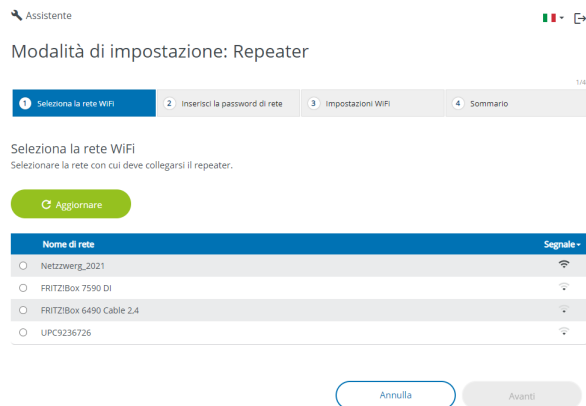 Assistente
Modalità di impostazione: Repeater
1/4
1 Seleziona la rete WiFi
2 Inserisci la password di rete
3 Impostazioni WiFi
4 Sommario
Seleziona la rete WiFi
Selezionare la rete con cui deve collegarsi il repeater.
Aggiornare
Nome di rete Segnale
Netzzwerg_2021
FRITZ!Box 7590 DI
FRITZ!Box 6490 Cable 2,4
UPC9236726
Annulla Avanti